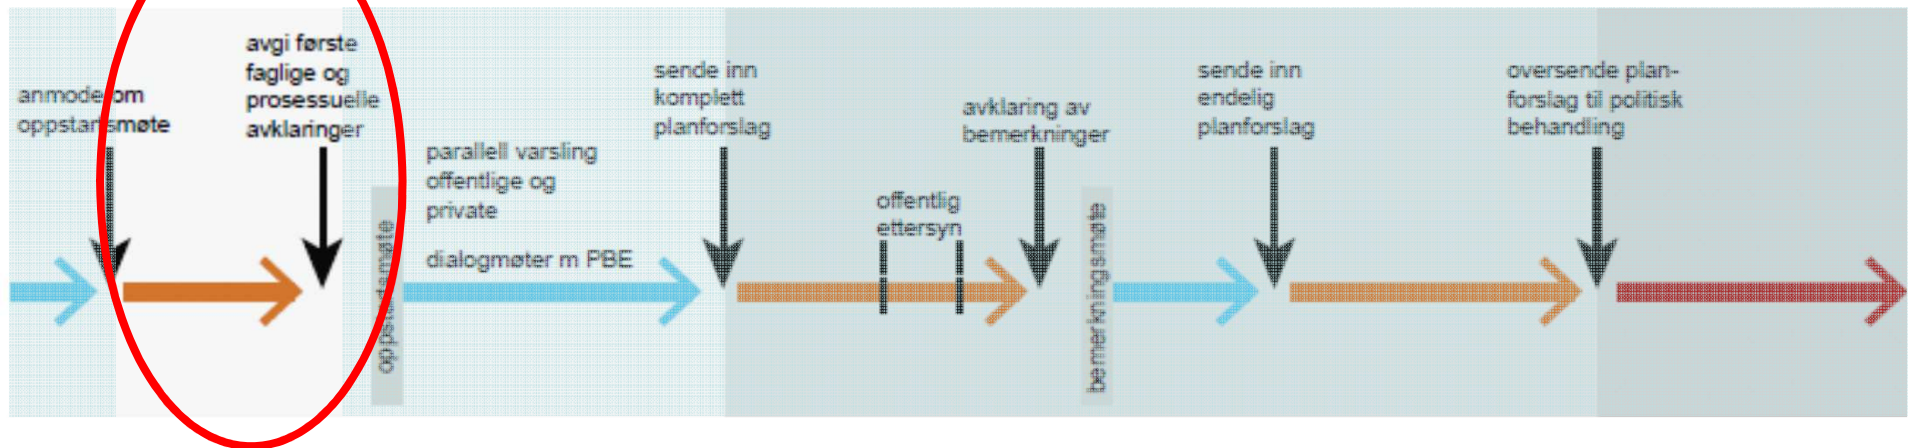 anmode om
oppstartsmøte
avgi første
faglige og
prosessuelle
avklaringer
oppstartsmøte
parallell varsling
offentlige og
private
dialogmøter m PBE
sende inn
komplett
planforslag
offentlig
ettersyn
avklaring av
bemerkninger
bemerkningsmøte
sende inn
endelig
planforslag
oversende plan-
forslag til politisk
behandling